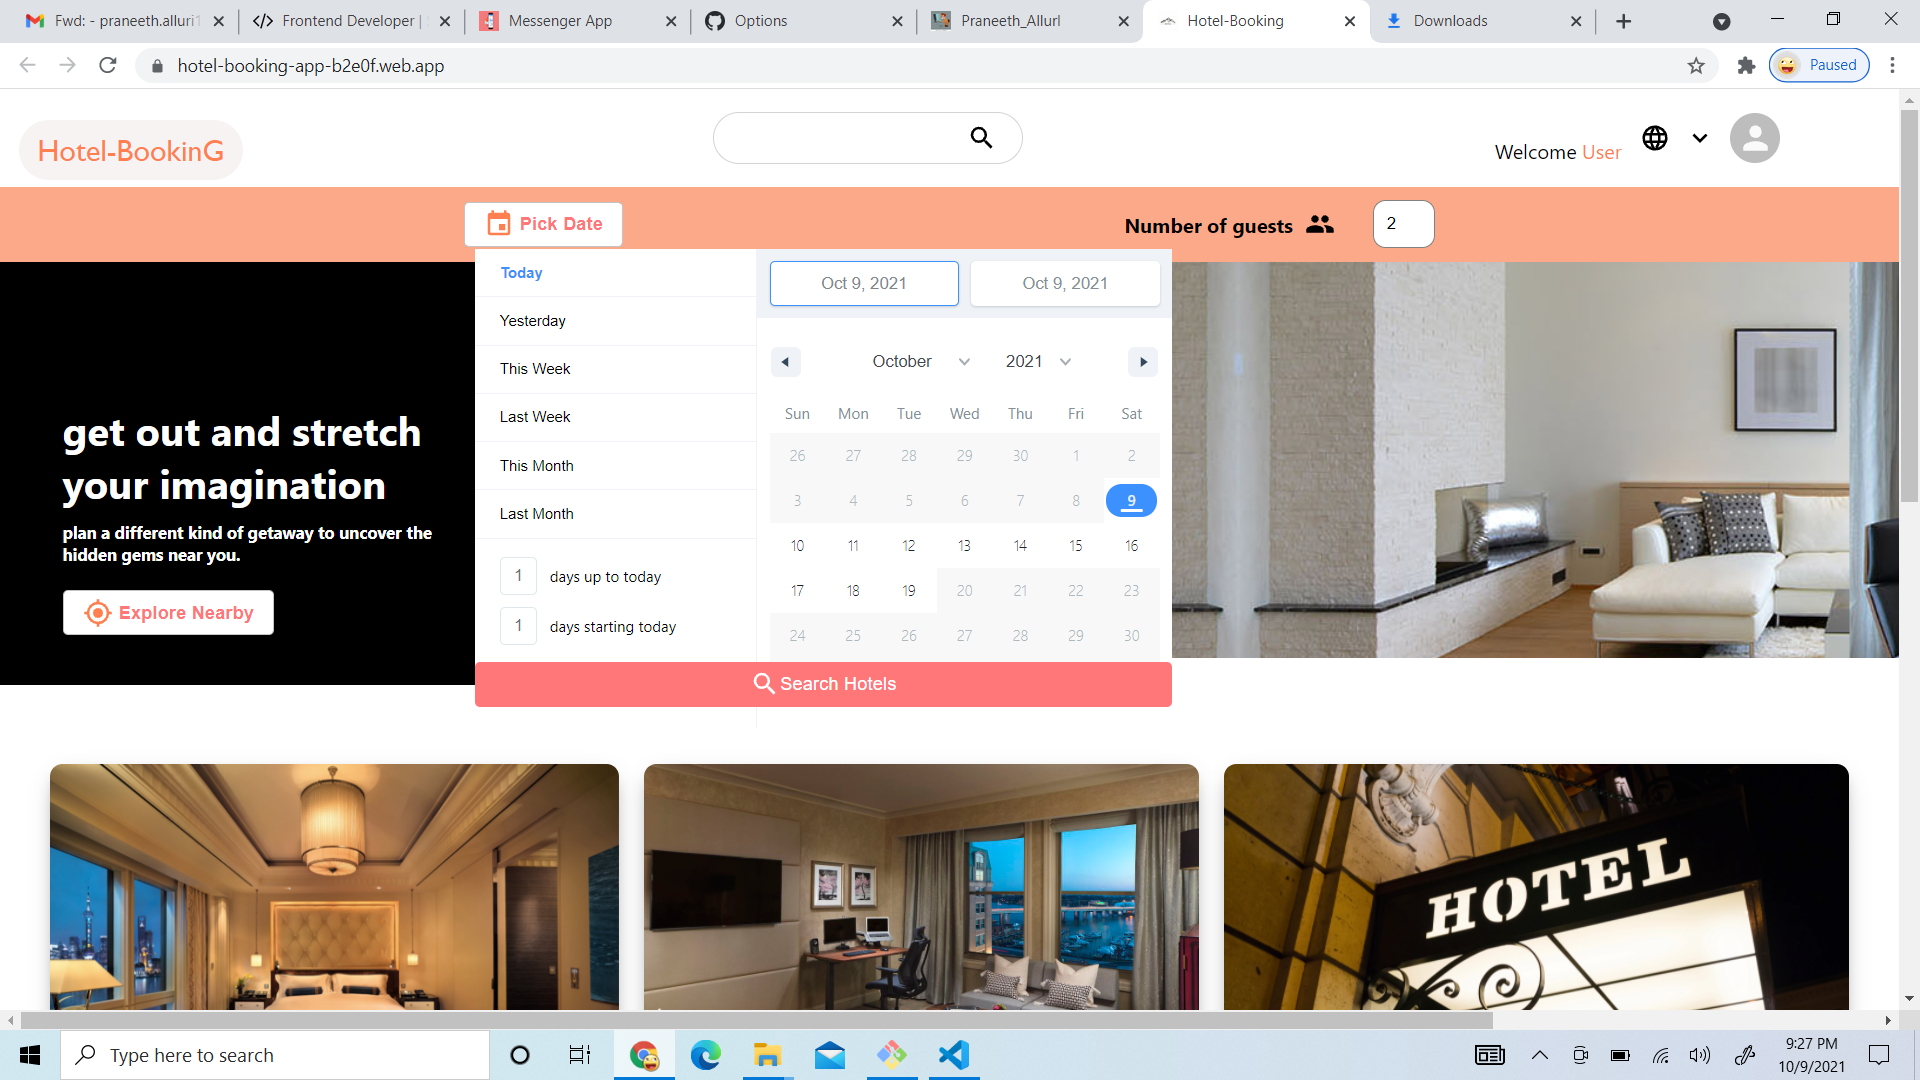 Fwd: - praneeth.alluri1
Frontend Developer |
Messenger App
Options
Praneeth_Allurl
Hotel-Booking
Downloads
hotel-booking-app-b2e0f.web.app
Paused
Hotel-BookinG
Welcome User
Pick Date
Number of guests
2
Today
Yesterday
This Week
Last Week
This Month
Last Month
1 days up to today
1 days starting today
Oct 9, 2021 Oct 9, 2021
October 2021
Sun Mon Tue Wed Thu Fri Sat
26 27 28 29 30 1 2
3 4 5 6 7 8 9
10 11 12 13 14 15 16
17 18 19 20 21 22 23
24 25 26 27 28 29 30
Search Hotels
get out and stretch
your imagination
plan a different kind of getaway to uncover the
hidden gems near you.
Explore Nearby
HOTEL
Type here to search
9:27 PM
10/9/2021